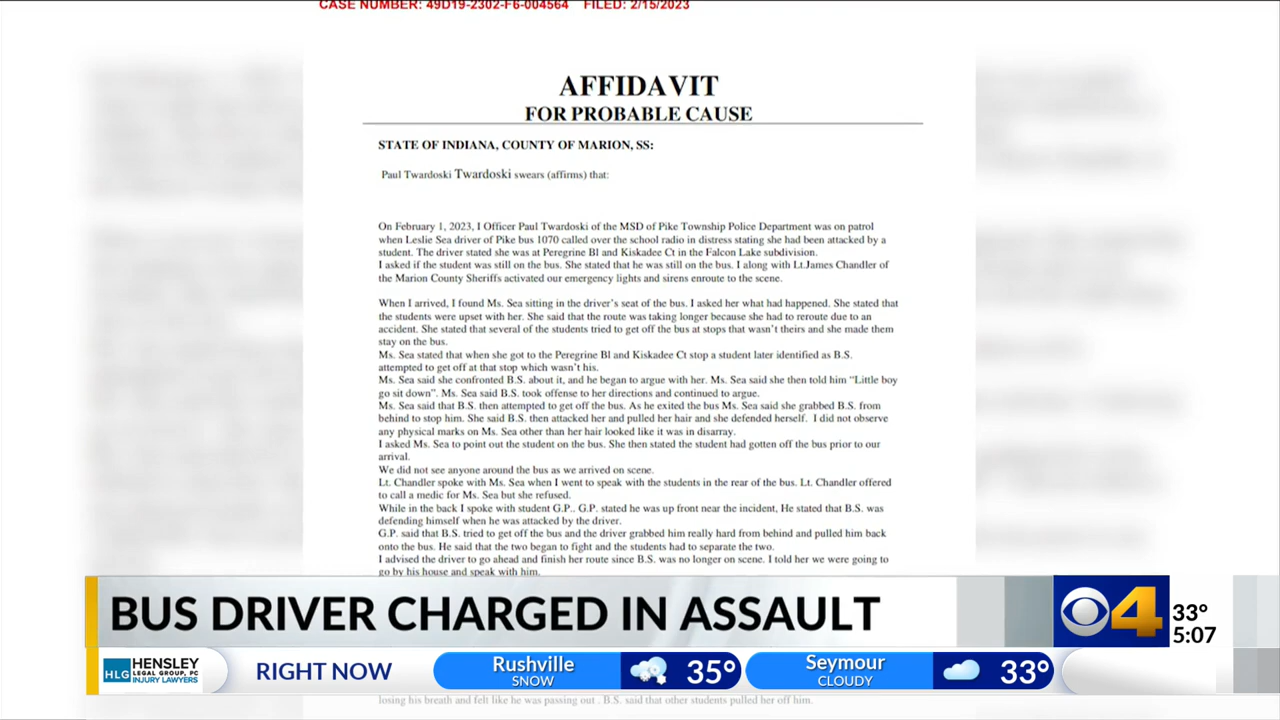 CASE NUMBER: 49D19-2302-F6-004564 FILED: 2/15/2023
AFFIDAVIT
FOR PROBABLE CAUSE
STATE OF INDIANA, COUNTY OF MARION, SS:
Paul Twardoski Twardoski swears (affirms) that:
On February 1, 2023, I Officer Paul Twardoski of the MSD of Pike Township Police Department was on patrol
when Leslie Sea driver of Pike bus 1070 called over the school radio in distress stating she had been attacked by a
student. The driver stated she was at Peregrine Bl and Kiskadee Ct in the Falcon Lake subdivision.
I asked if the student was still on the bus. She stated that he was still on the bus. I along with Lt.James Chandler of
the Marion County Sheriffs activated our emergency lights and sirens enroute to the scene.
When I arrived, I found Ms. Sea sitting in the driver's seat of the bus. I asked her what had happened. She stated that
the students were upset with her. She said that the route was taking longer because she had to reroute due to an
accident. She stated that several of the students tried to get off the bus at stops that wasn't theirs and she made them
stay on the bus.
Ms. Sea stated that when she got to the Peregrine Bl and Kiskadee Ct stop a student later identified as B.S.
attempted to get off at that stop which wasn't his.
Ms. Sea said she confronted B.S. about it, and he began to argue with her. Ms. Sea said she then told him “Little boy
go sit down”. Ms. Sea said B.S. took offense to her directions and continued to argue.
Ms. Sea said that B.S. then attempted to get off the bus. As he exited the bus Ms. Sea said she grabbed B.S. from
behind to stop him. She said B.S. then attacked her and pulled her hair and she defended herself. I did not observe
any physical marks on Ms. Sea other than her hair looked like it was in disarray.
I asked Ms. Sea to point out the student on the bus. She then stated the student had gotten off the bus prior to our
arrival.
We did not see anyone around the bus as we arrived on scene.
Lt. Chandler spoke with Ms. Sea when I went to speak with the students in the rear of the bus. Lt. Chandler offered
to call a medic for Ms. Sea but she refused.
While in the back I spoke with student G.P.. G.P. stated he was up front near the incident, He stated that B.S. was
defending himself when he was attacked by the driver.
G.P. said that B.S. tried to get off the bus and the driver grabbed him really hard from behind and pulled him back
onto the bus. He said that the two began to fight and the students had to separate the two.
I advised the driver to go ahead and finish her route since B.S. was no longer on scene. I told her we were going to
go by his house and speak with him.
BUS DRIVER CHARGED IN ASSAULT
4
33°
5:07
HLG HENSLEY
LEGAL GROUP, PC
INJURY LAWYERS
RIGHT NOW
Rushville
SNOW
35°
Seymour
CLOUDY
33°
losing his breath and felt like he was passing out . B.S. said that other students pulled her off him.